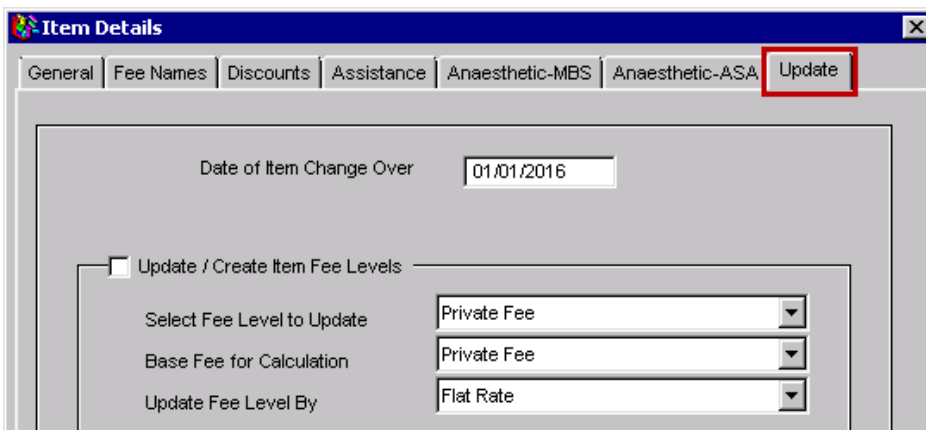 Item Details
General Fee Names Discounts Assistance Anaesthetic-MBS Anaesthetic-ASA Update
Date of Item Change Over 01/01/2016
Update / Create Item Fee Levels
Select Fee Level to Update Private Fee
Base Fee for Calculation Private Fee
Update Fee Level By Flat Rate